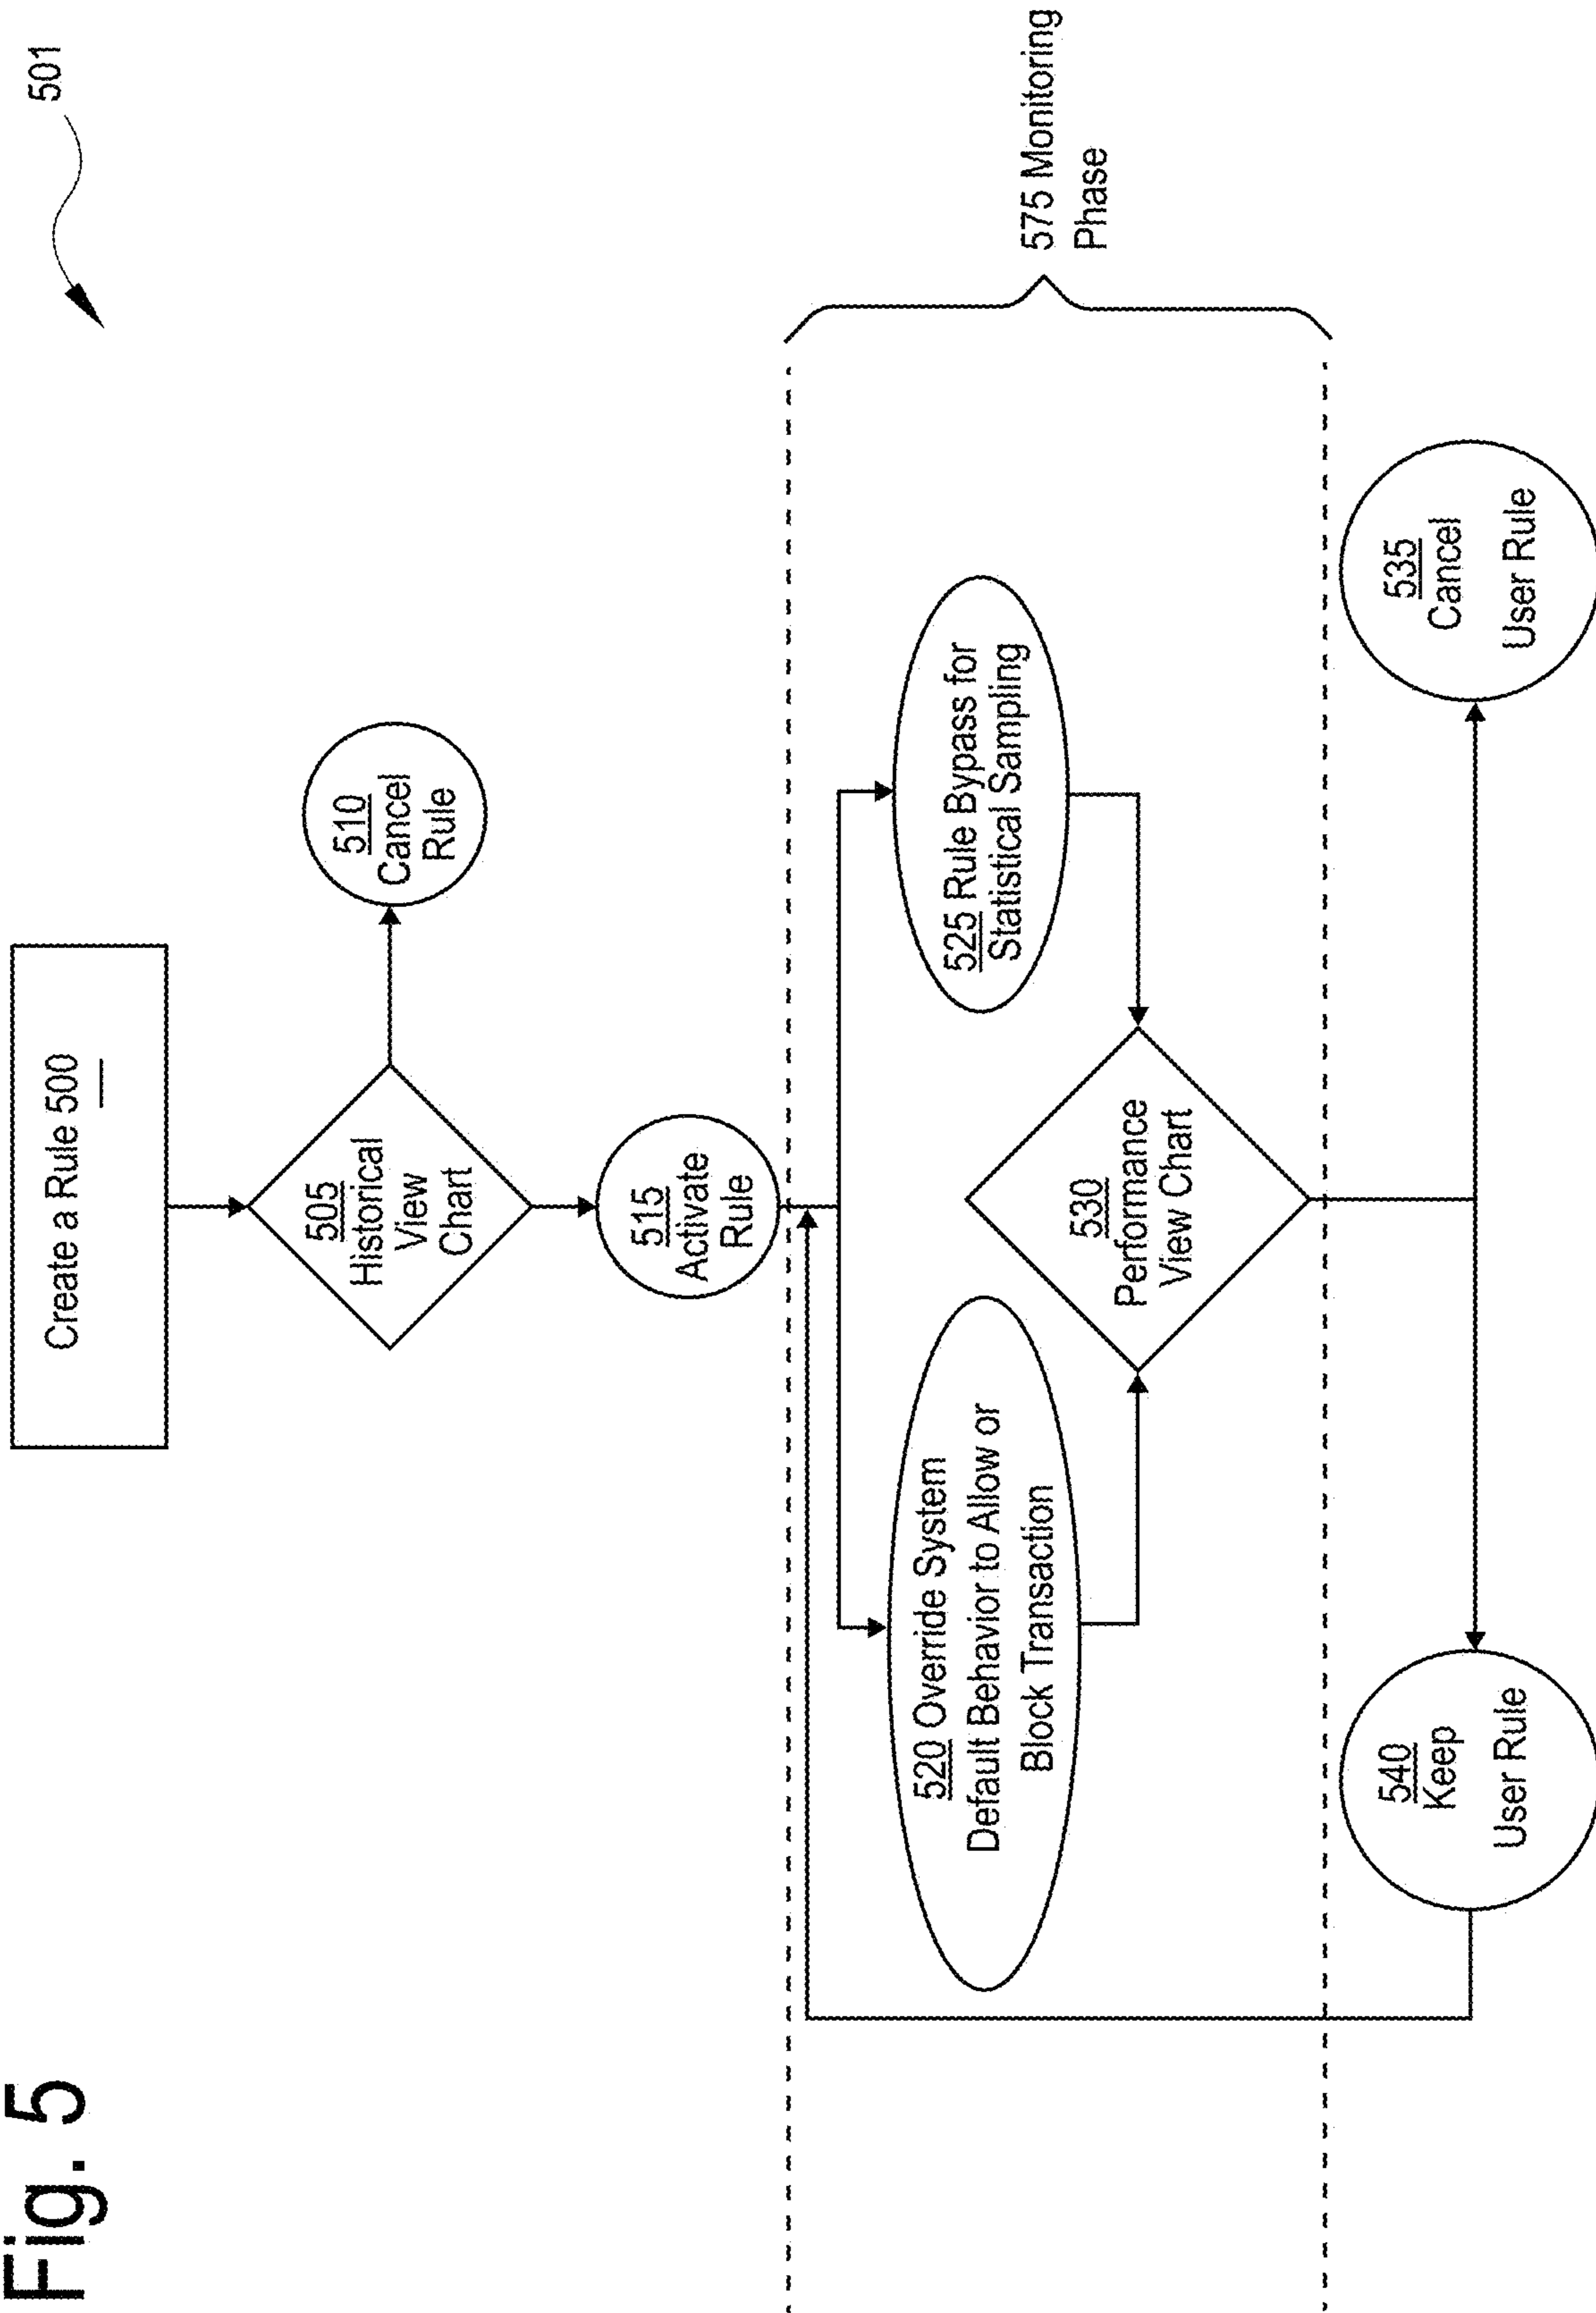 Fig. 5
501
Create a Rule 500
505
Historical
View
Chart
510
Cancel
Rule
515
Activate
Rule
575 Monitoring
Phase
520 Override System
Default Behavior to Allow or
Block Transaction
525 Rule Bypass for
Statistical Sampling
530
Performance
View Chart
540
Keep
User Rule
535
Cancel
User Rule